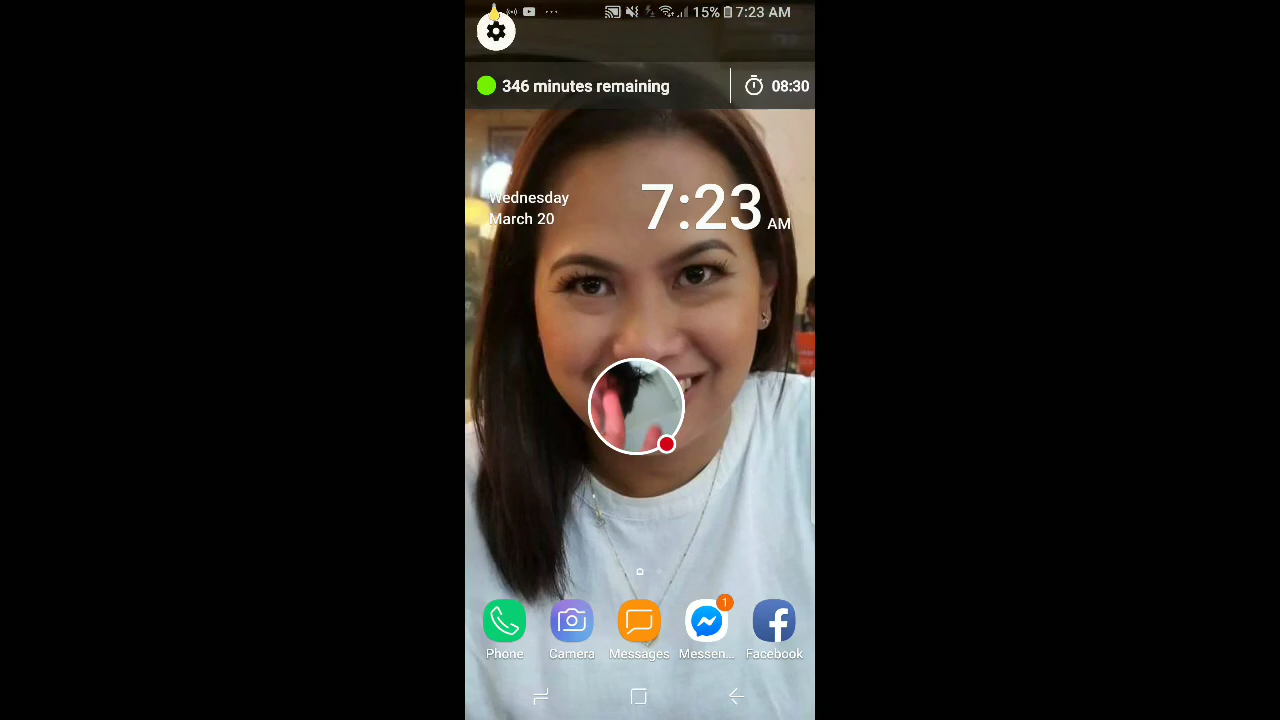 15% 7:23 AM
346 minutes remaining
08:30
Wednesday
March 20
7:23 AM
1
Phone
Camera
Messages
Messen...
Facebook